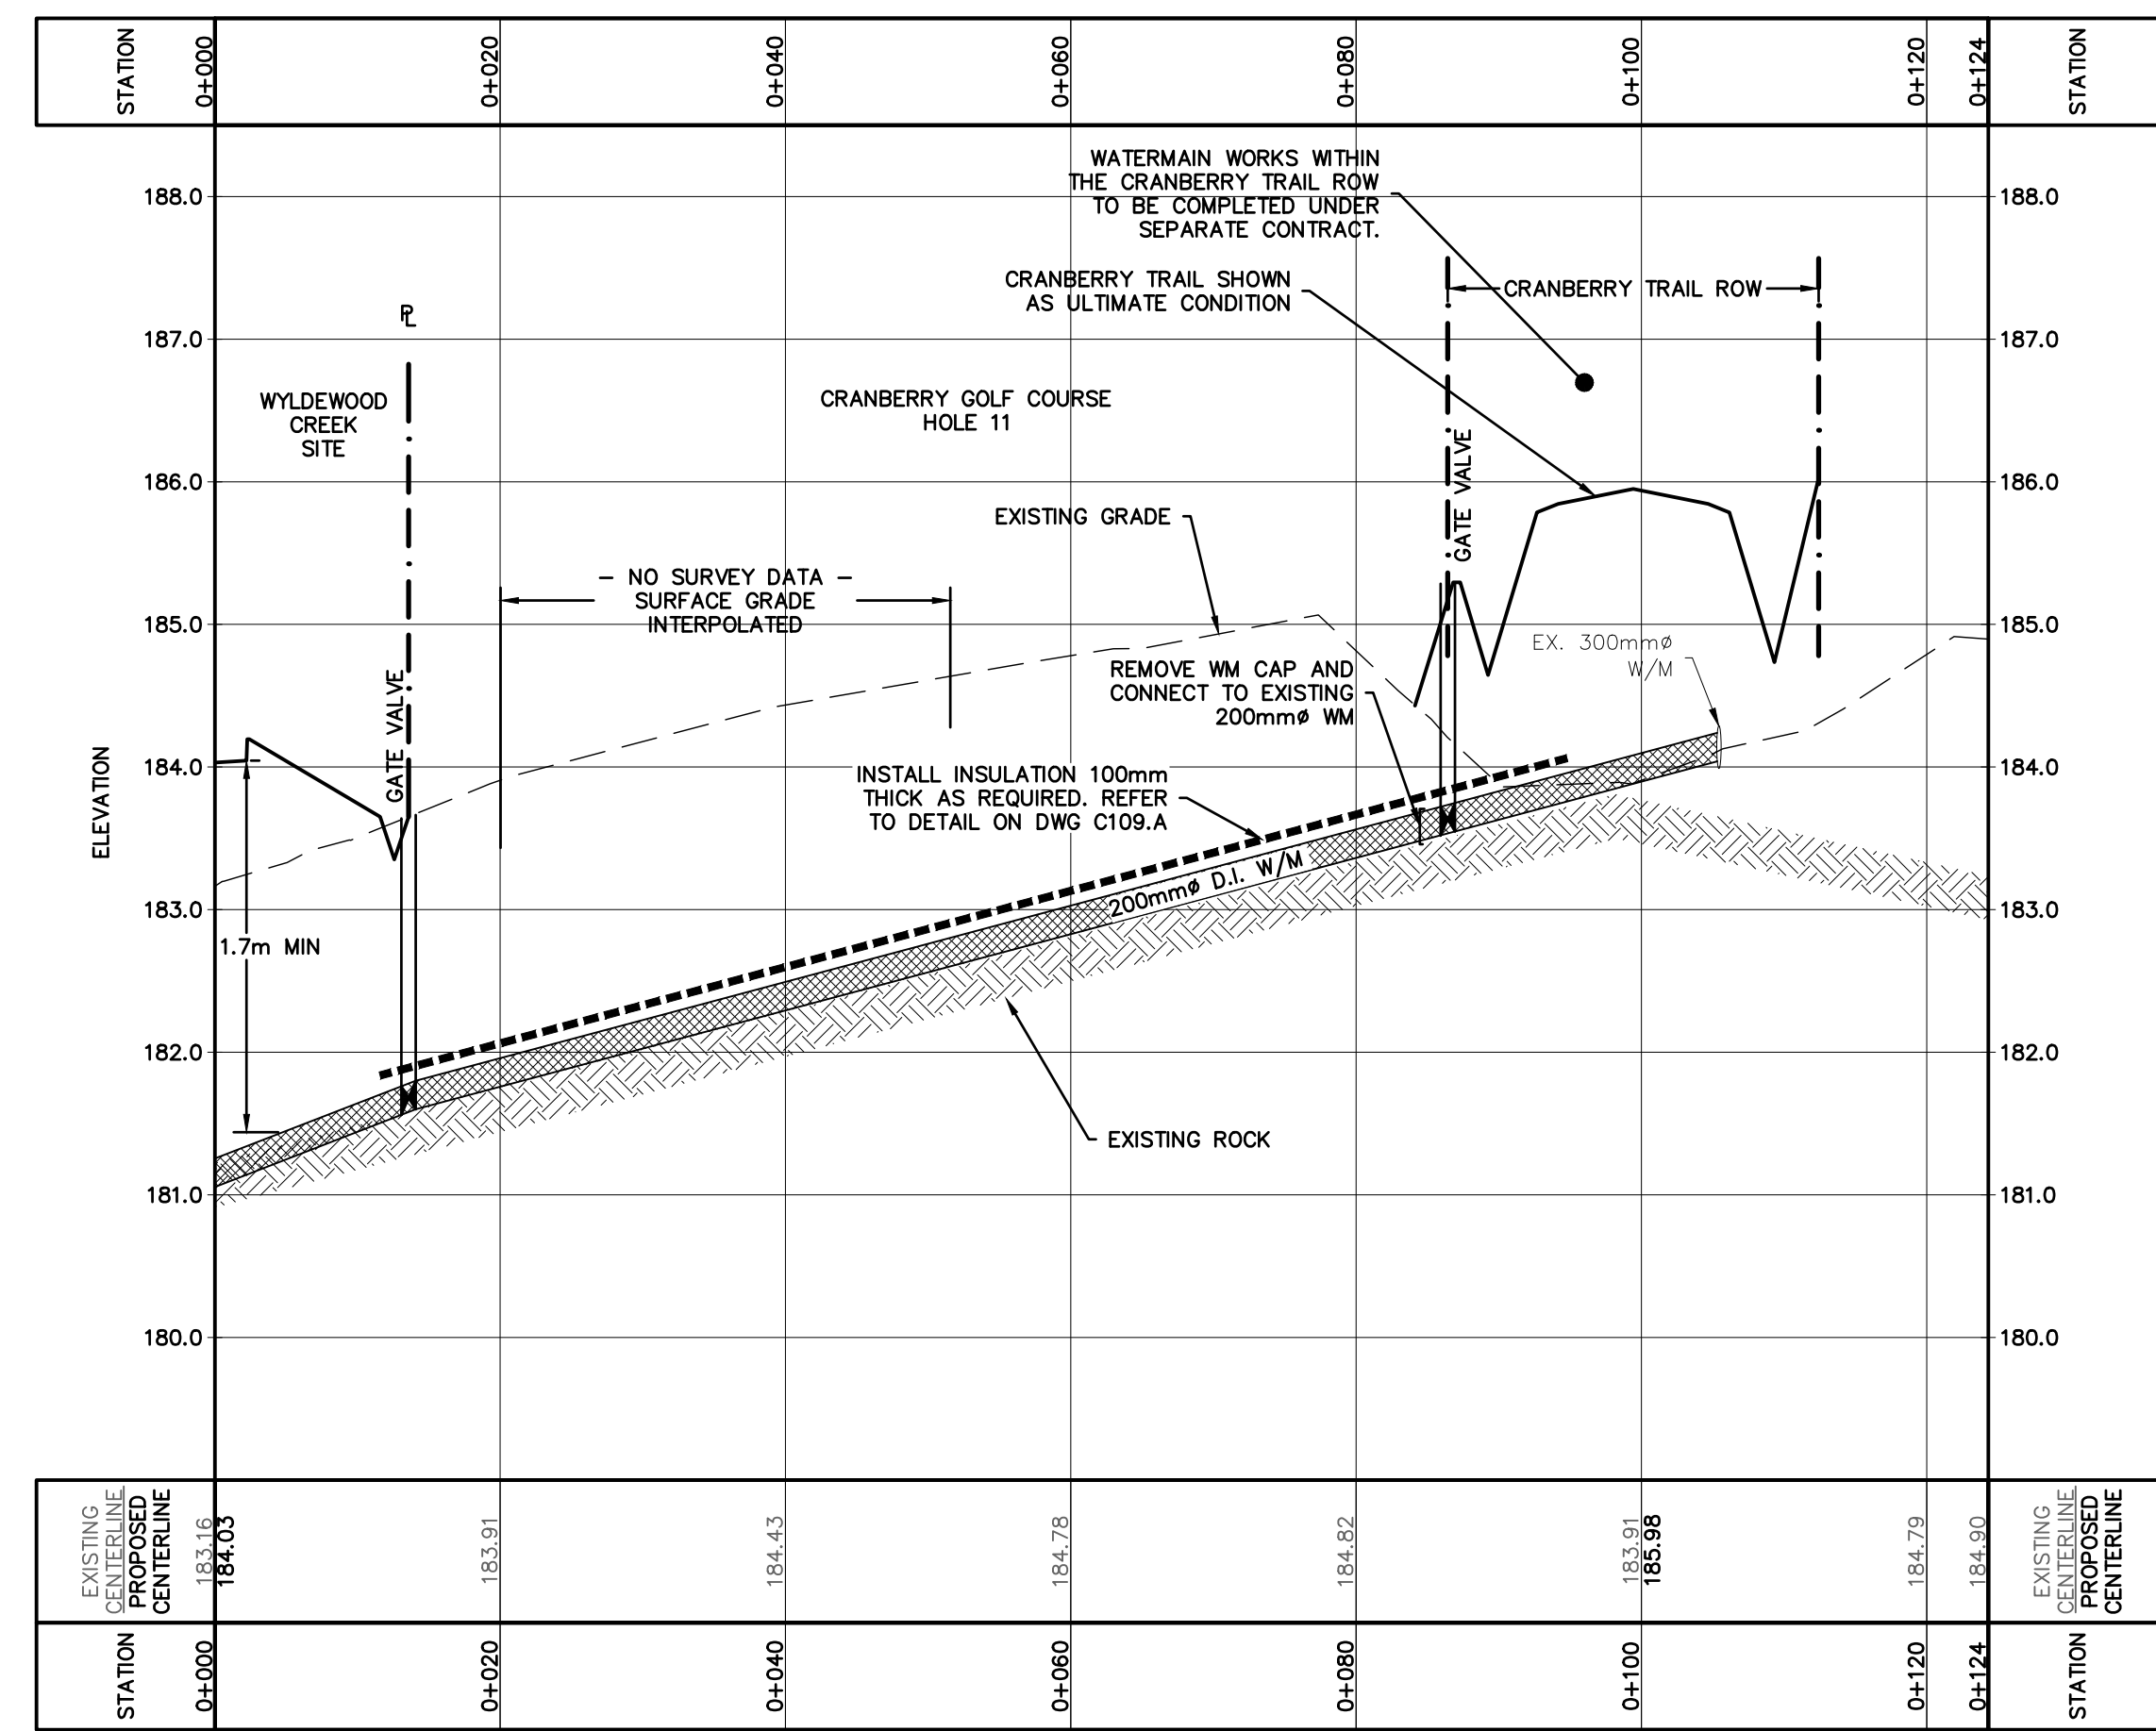 STATION
0+000
0+020
0+040
0+060
0+080
0+100
0+120
0+124
STATION
WATERMAIN WORKS WITHIN
THE CRANBERRY TRAIL ROW
TO BE COMPLETED UNDER
SEPARATE CONTRACT.
188.0
188.0
CRANBERRY TRAIL SHOWN
AS ULTIMATE CONDITION
CRANBERRY TRAIL ROW
PL
187.0
187.0
WYLDEWOOD
CREEK
SITE
CRANBERRY GOLF COURSE
HOLE 11
GATE VALVE
186.0
186.0
EXISTING GRADE
- NO SURVEY DATA -
SURFACE GRADE
INTERPOLATED
185.0
185.0
EX. 300mmø
W/M
REMOVE WM CAP AND
CONNECT TO EXISTING
200mmø WM
GATE VALVE
184.0
184.0
ELEVATION
INSTALL INSULATION 100mm
THICK AS REQUIRED. REFER
TO DETAIL ON DWG C109.A
200mmø D.I. W/M
183.0
183.0
1.7m MIN
182.0
182.0
EXISTING ROCK
181.0
181.0
180.0
180.0
EXISTING
CENTERLINE
PROPOSED
CENTERLINE
183.16
184.03
183.91
184.43
184.78
184.82
183.91
185.98
184.79
184.90
EXISTING
CENTERLINE
PROPOSED
CENTERLINE
STATION
0+000
0+020
0+040
0+060
0+080
0+100
0+120
0+124
STATION